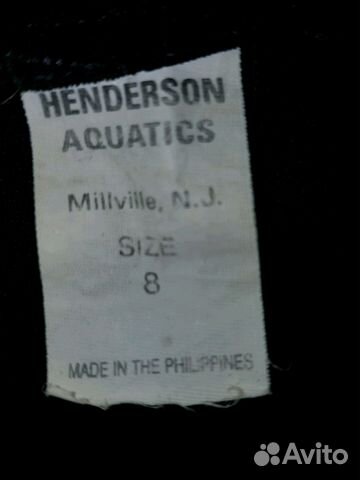 HENDERSON
AQUATICS
Millville, N.J.
SIZE
8
MADE IN THE PHILIPPINES
Avito